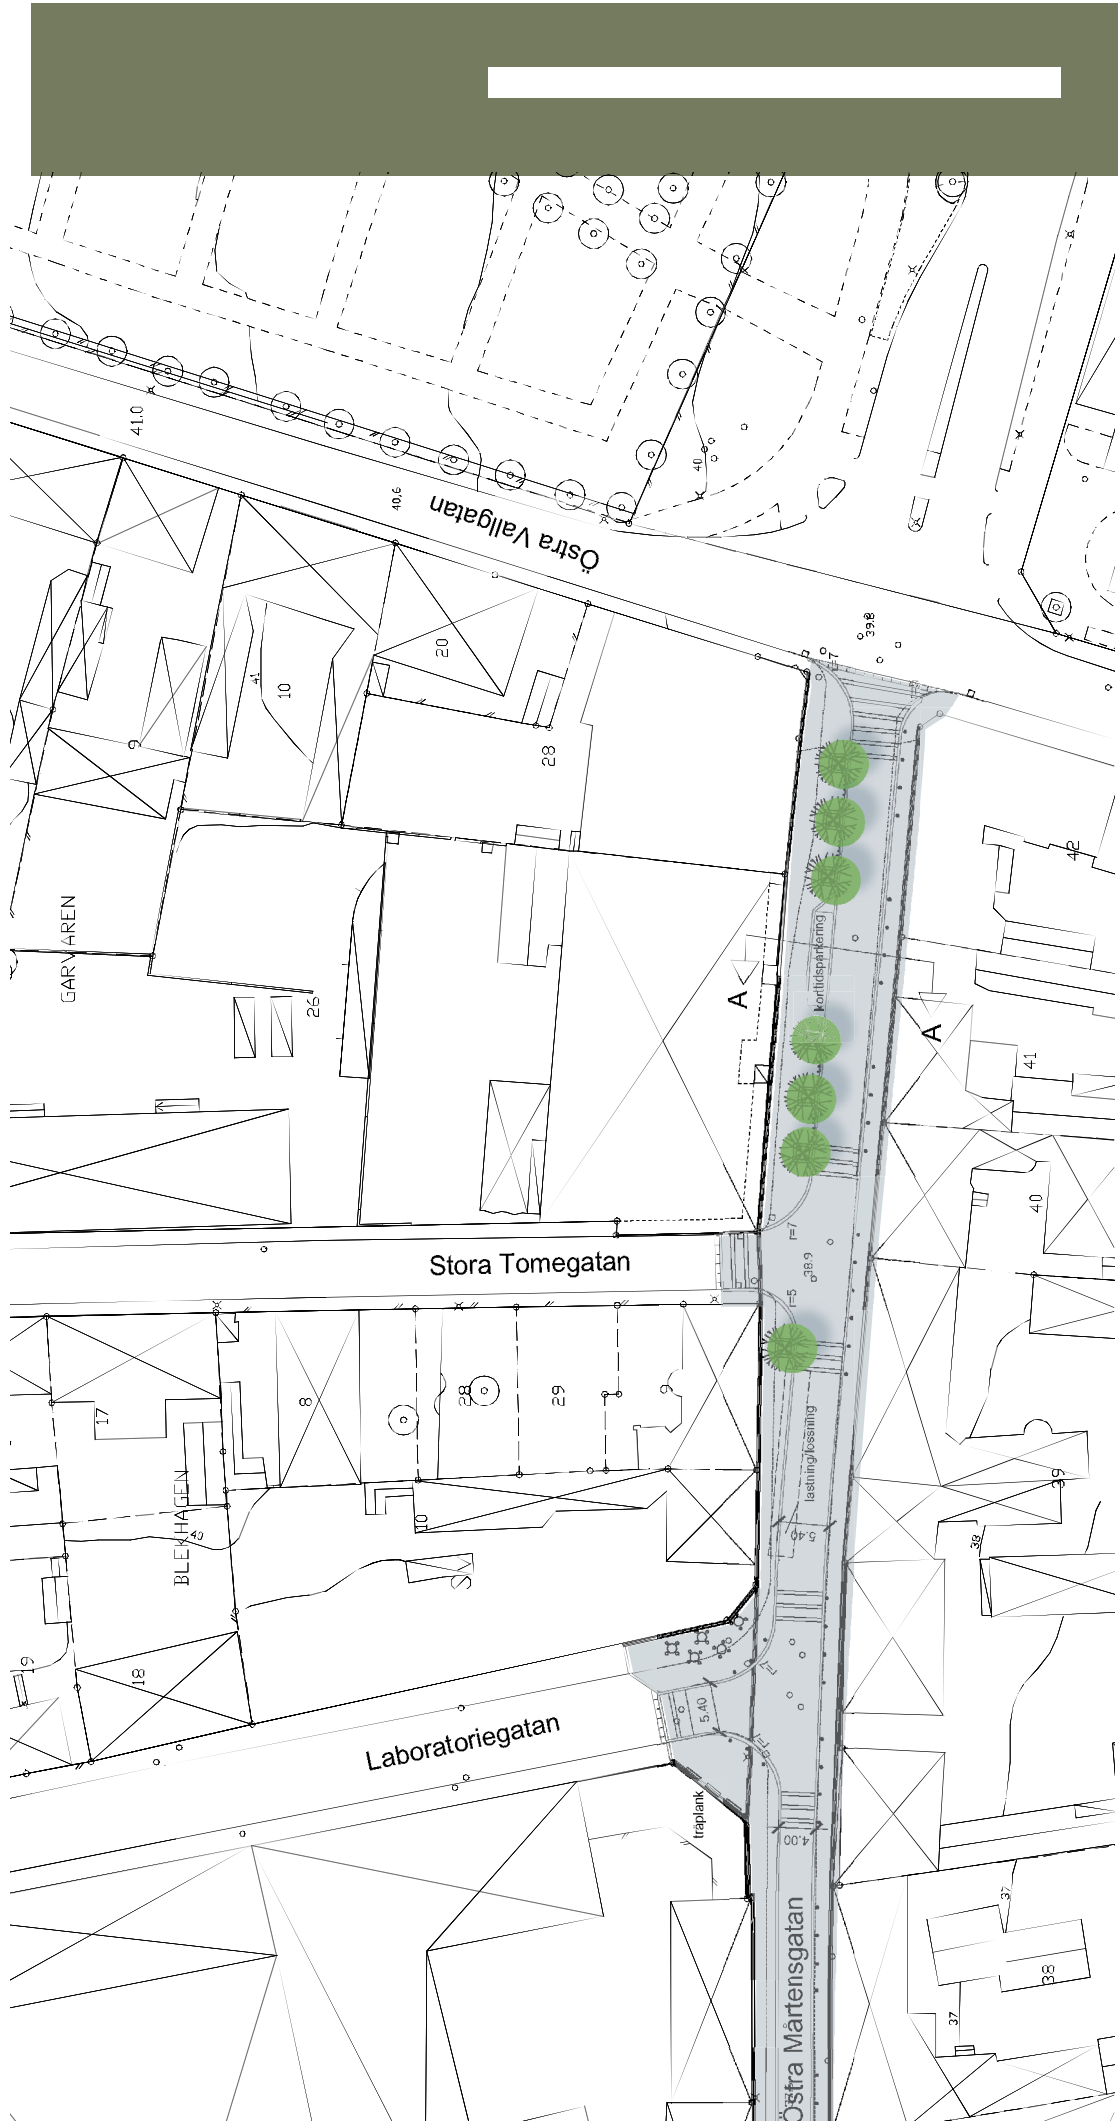 41.0
40.6
40
Östra Vallgatan
39.8
r=7
20
41
10
9
28
42
GARVAREN
korttidsparkering
26
A
A
41
40
r=7
Stora Tomegatan
38.9
r=5
17
8
28
29
9
lastning/lossning
39
10
5.40
38
BLEKHAGEN
40
S:V
19
18
5.40
Laboratoriegatan
träplank
4.00
37
Östra Mårtensgatan
38
37